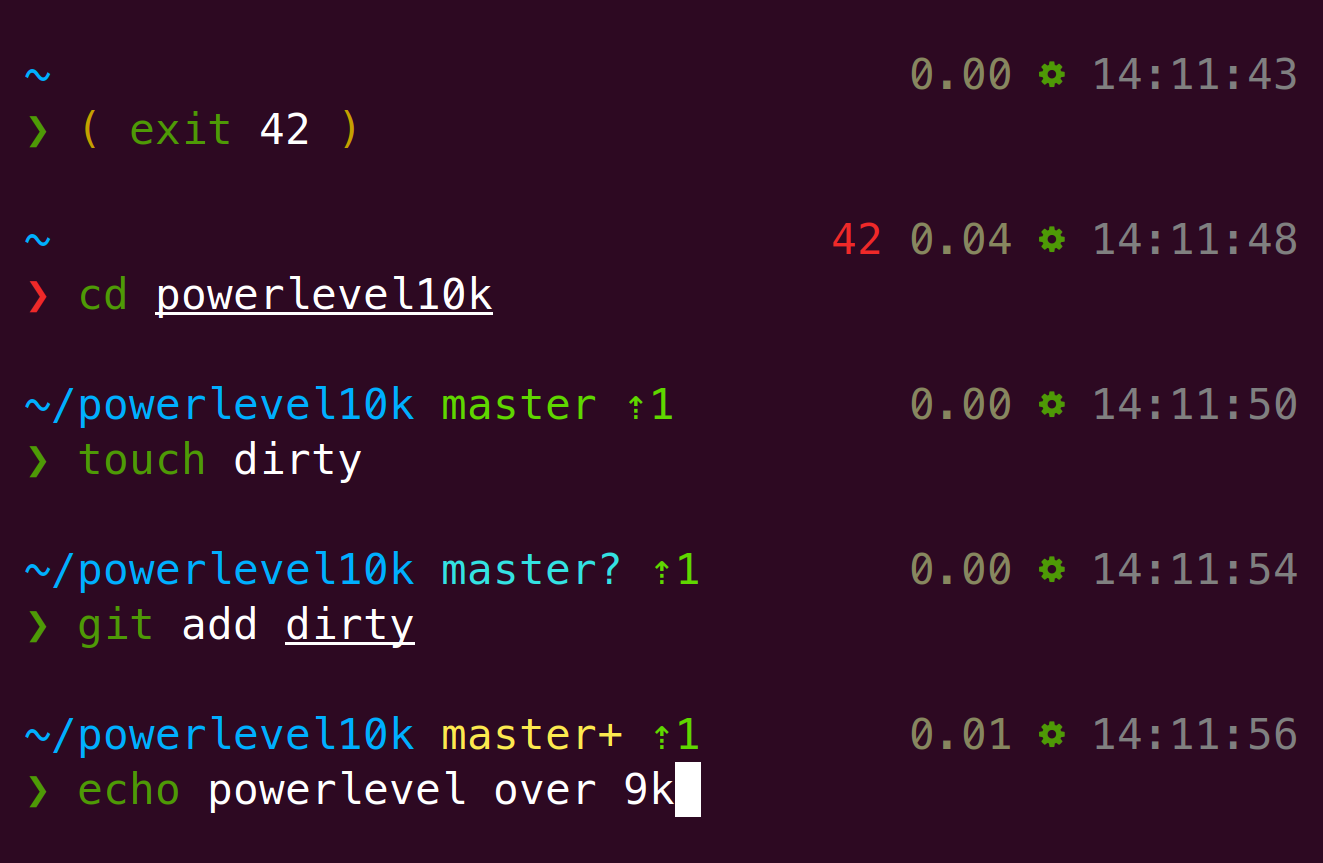 ~ 0.00 ⚙ 14:11:43
❯ ( exit 42 )
~ 42 0.04 ⚙ 14:11:48
❯ cd powerlevel10k
~/powerlevel10k master ⇡1 0.00 ⚙ 14:11:50
❯ touch dirty
~/powerlevel10k master? ⇡1 0.00 ⚙ 14:11:54
❯ git add dirty
~/powerlevel10k master+ ⇡1 0.01 ⚙ 14:11:56
❯ echo powerlevel over 9k